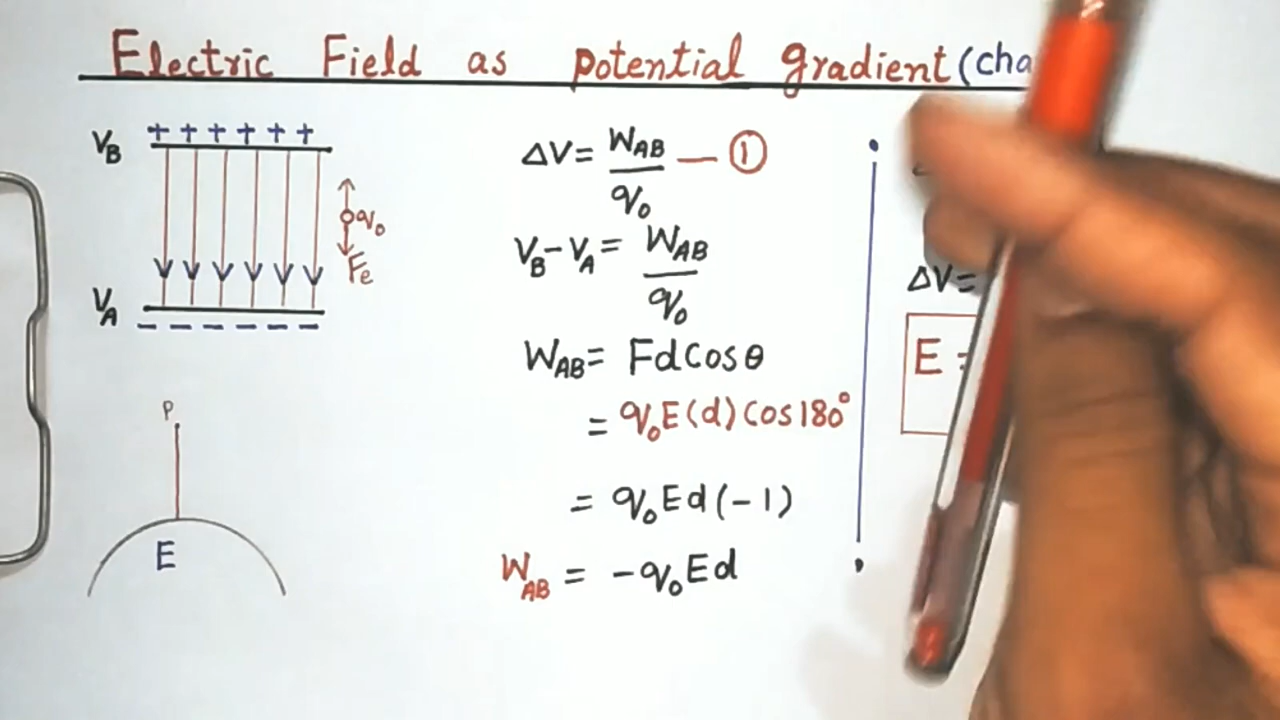 Electric Field as potential gradient (cha
V_B + + + + + +
q₀
Fe
V_A
− − − − − − −
P
E
ΔV = W_AB / q₀ — ①
V_B − V_A = W_AB / q₀
W_AB = Fd Cos θ
= q₀E(d) Cos 180°
= q₀Ed(−1)
W_AB = −q₀Ed
ΔV =
E =